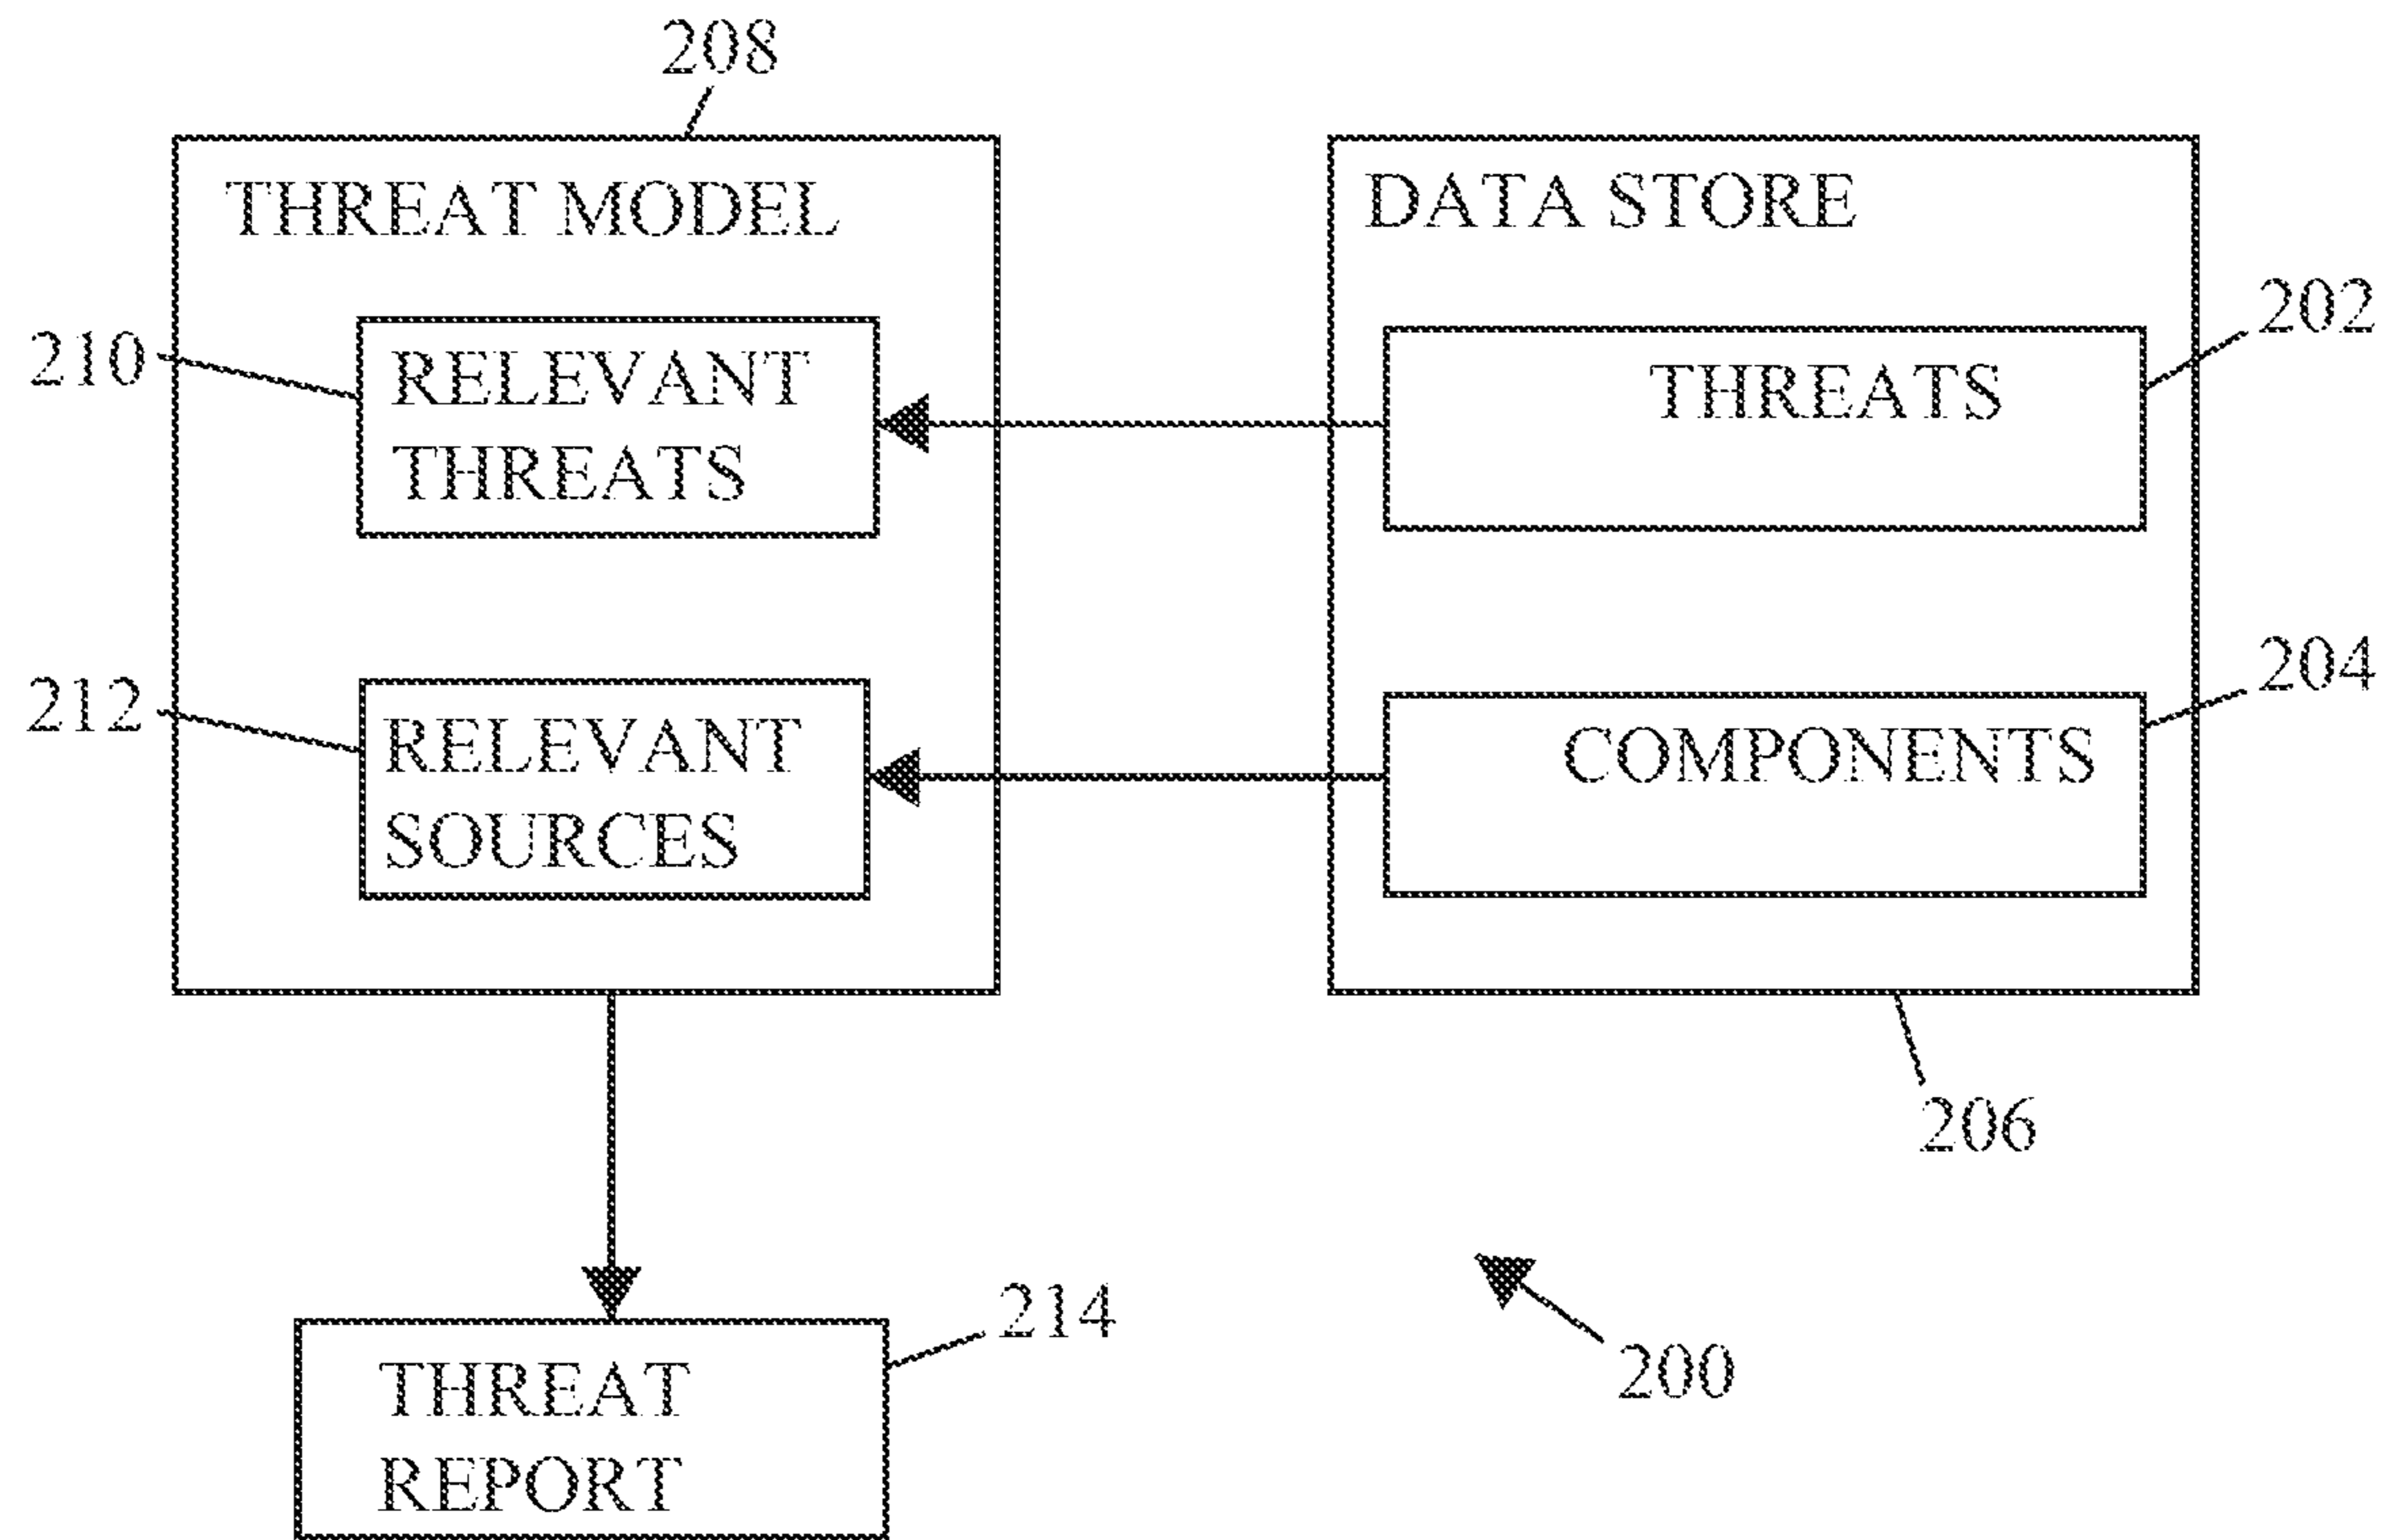 208
THREAT MODEL
DATA STORE
202
210
RELEVANT
THREATS
THREATS
204
212
RELEVANT
SOURCES
COMPONENTS
206
214
THREAT
REPORT
200